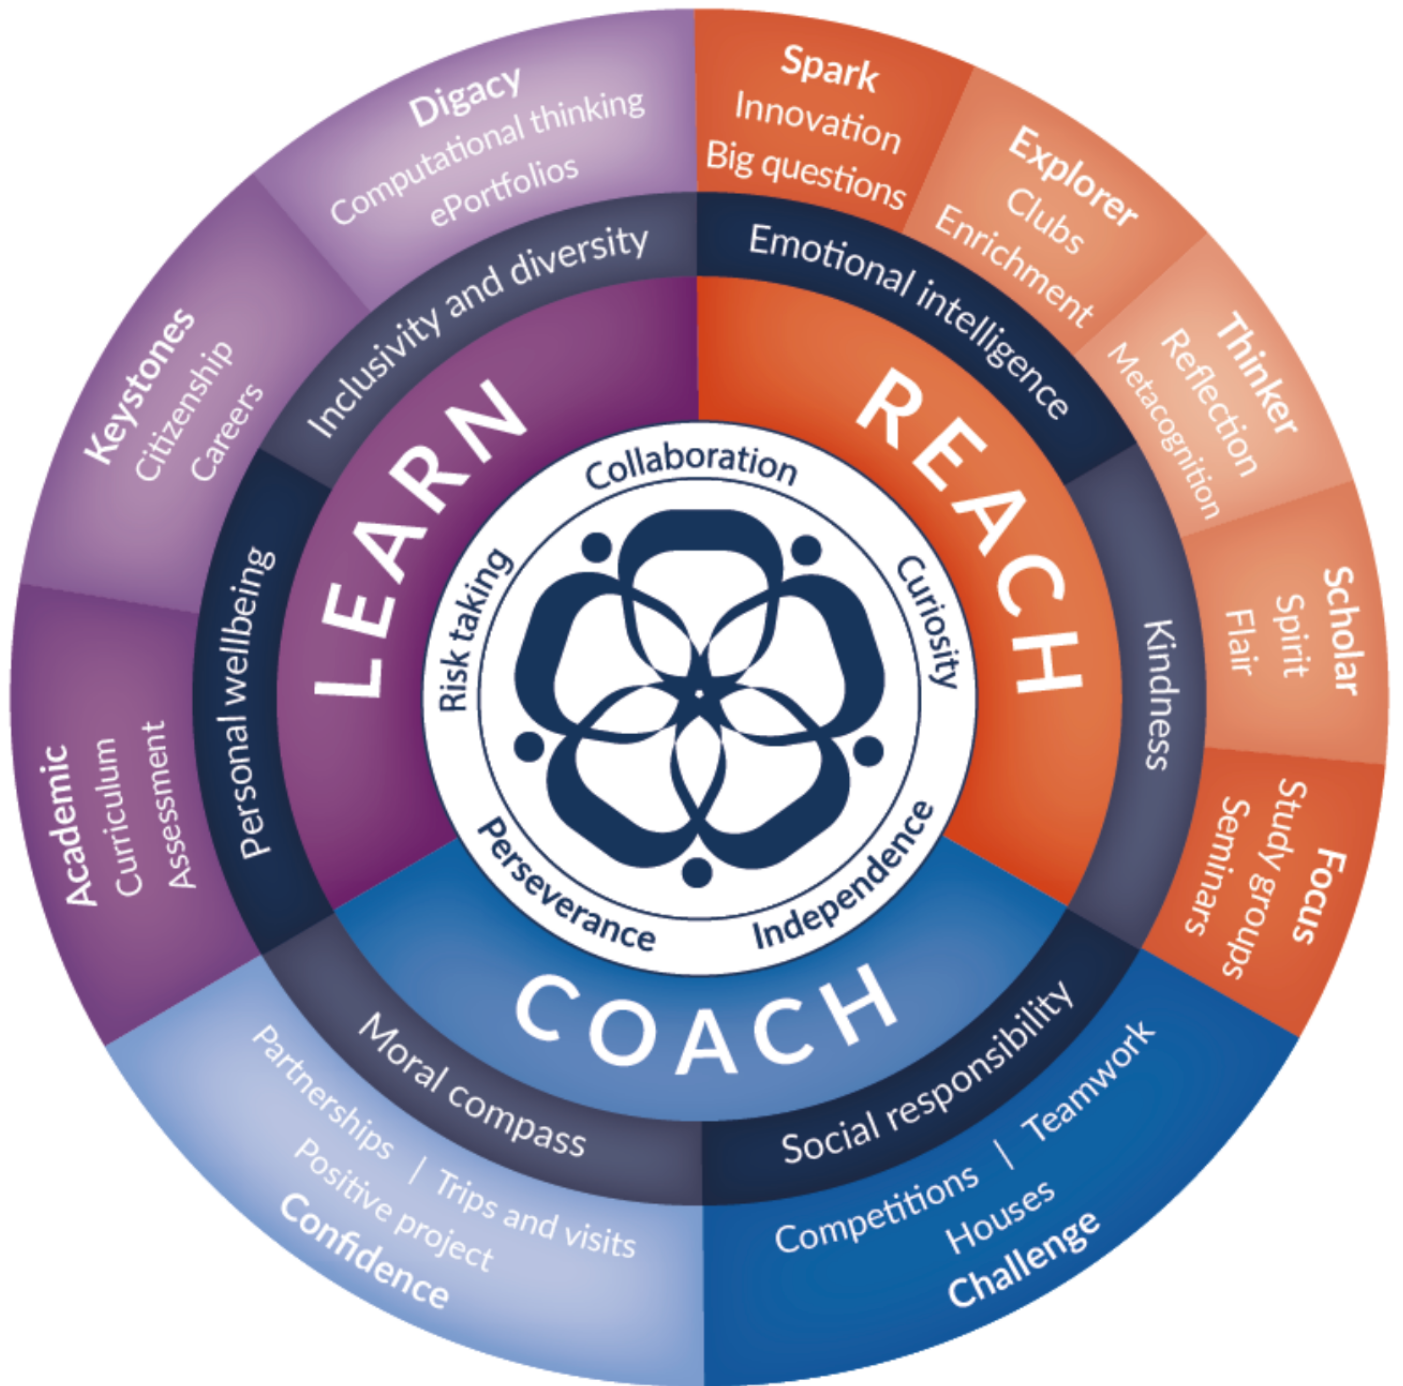 Digacy
Computational thinking
ePortfolios
Keystones
Citizenship
Careers
Academic
Curriculum
Assessment
Spark
Innovation
Big questions
Explorer
Clubs
Enrichment
Thinker
Reflection
Metacognition
Scholar
Spirit
Flair
Focus
Study groups
Seminars
Competitions | Teamwork
Houses
Challenge
Partnerships | Trips and visits
Positive project
Confidence
Inclusivity and diversity
Emotional intelligence
Kindness
Social responsibility
Moral compass
Personal wellbeing
LEARN
REACH
COACH
Collaboration
Curiosity
Independence
Perseverance
Risk taking